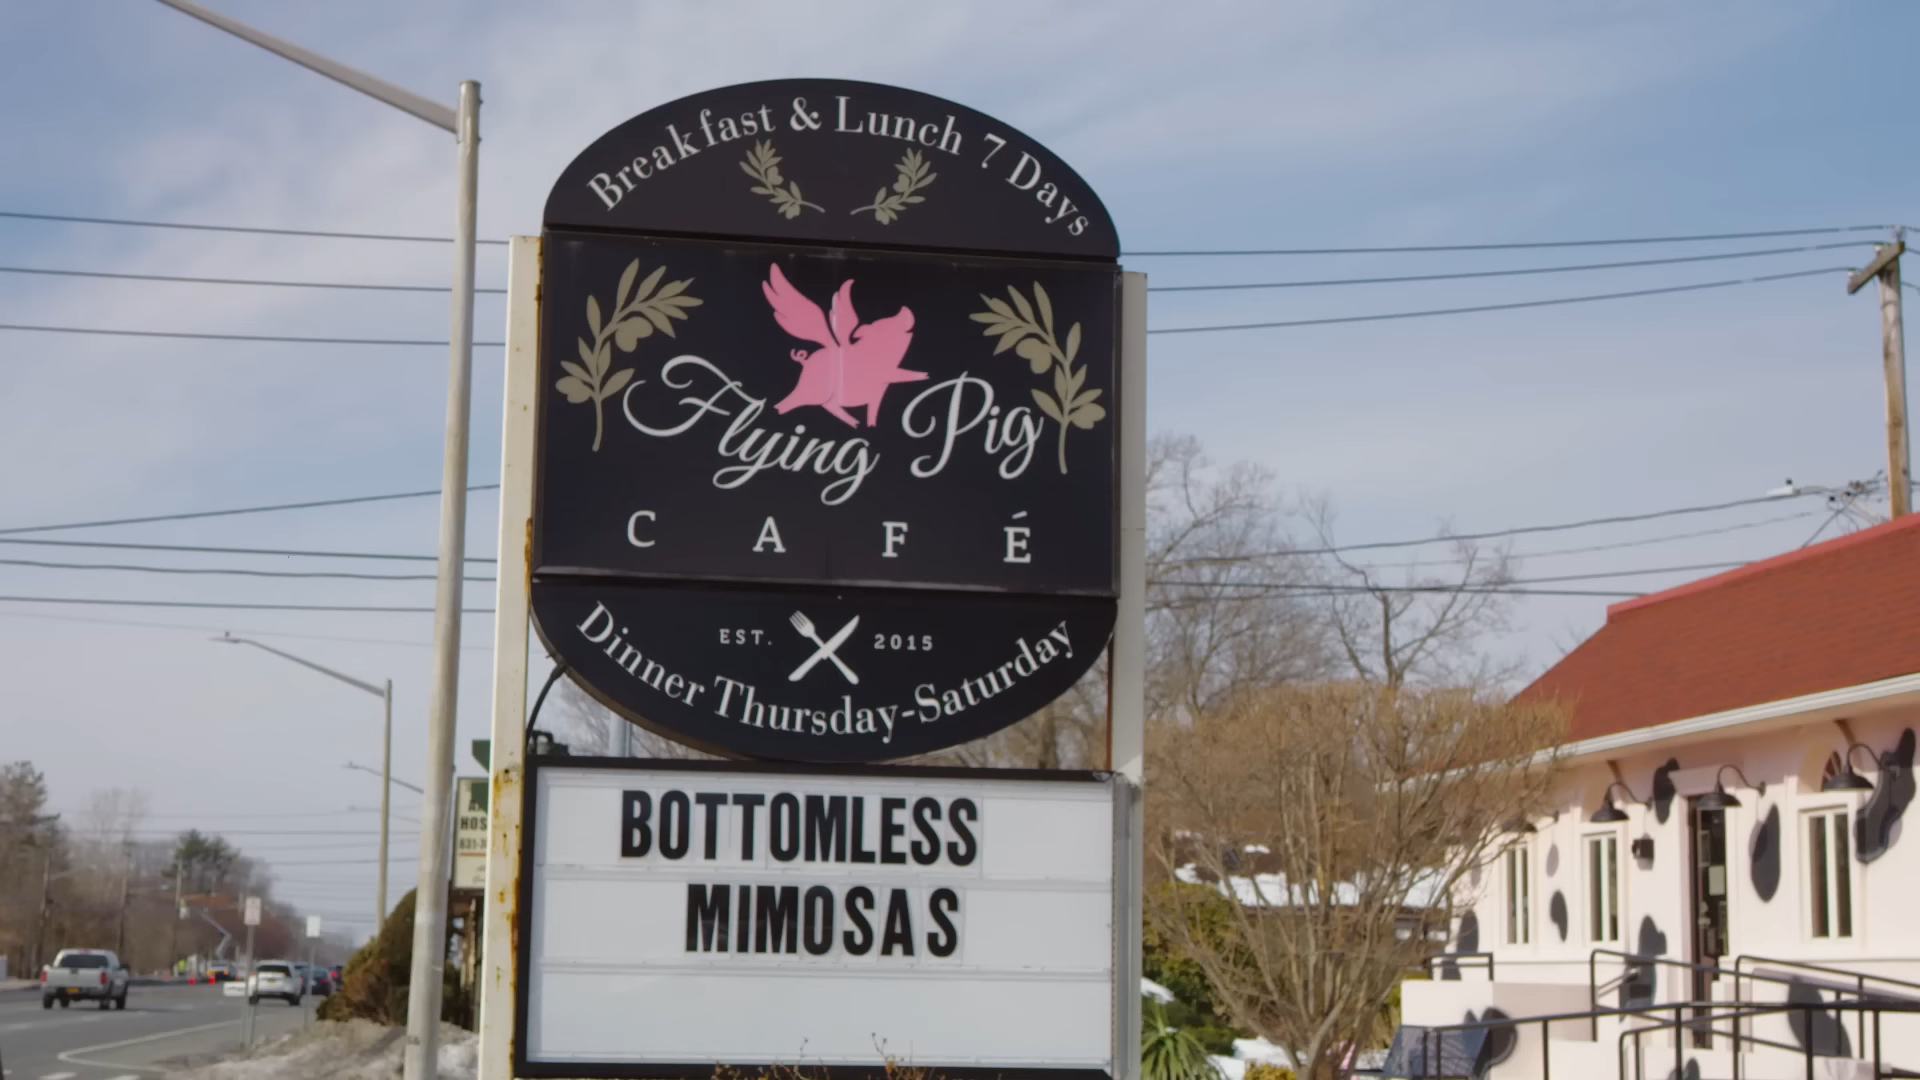 Breakfast & Lunch 7 Days
Flying Pig
CAFÉ
EST. 2015
Dinner Thursday-Saturday
BOTTOMLESS
MIMOSAS